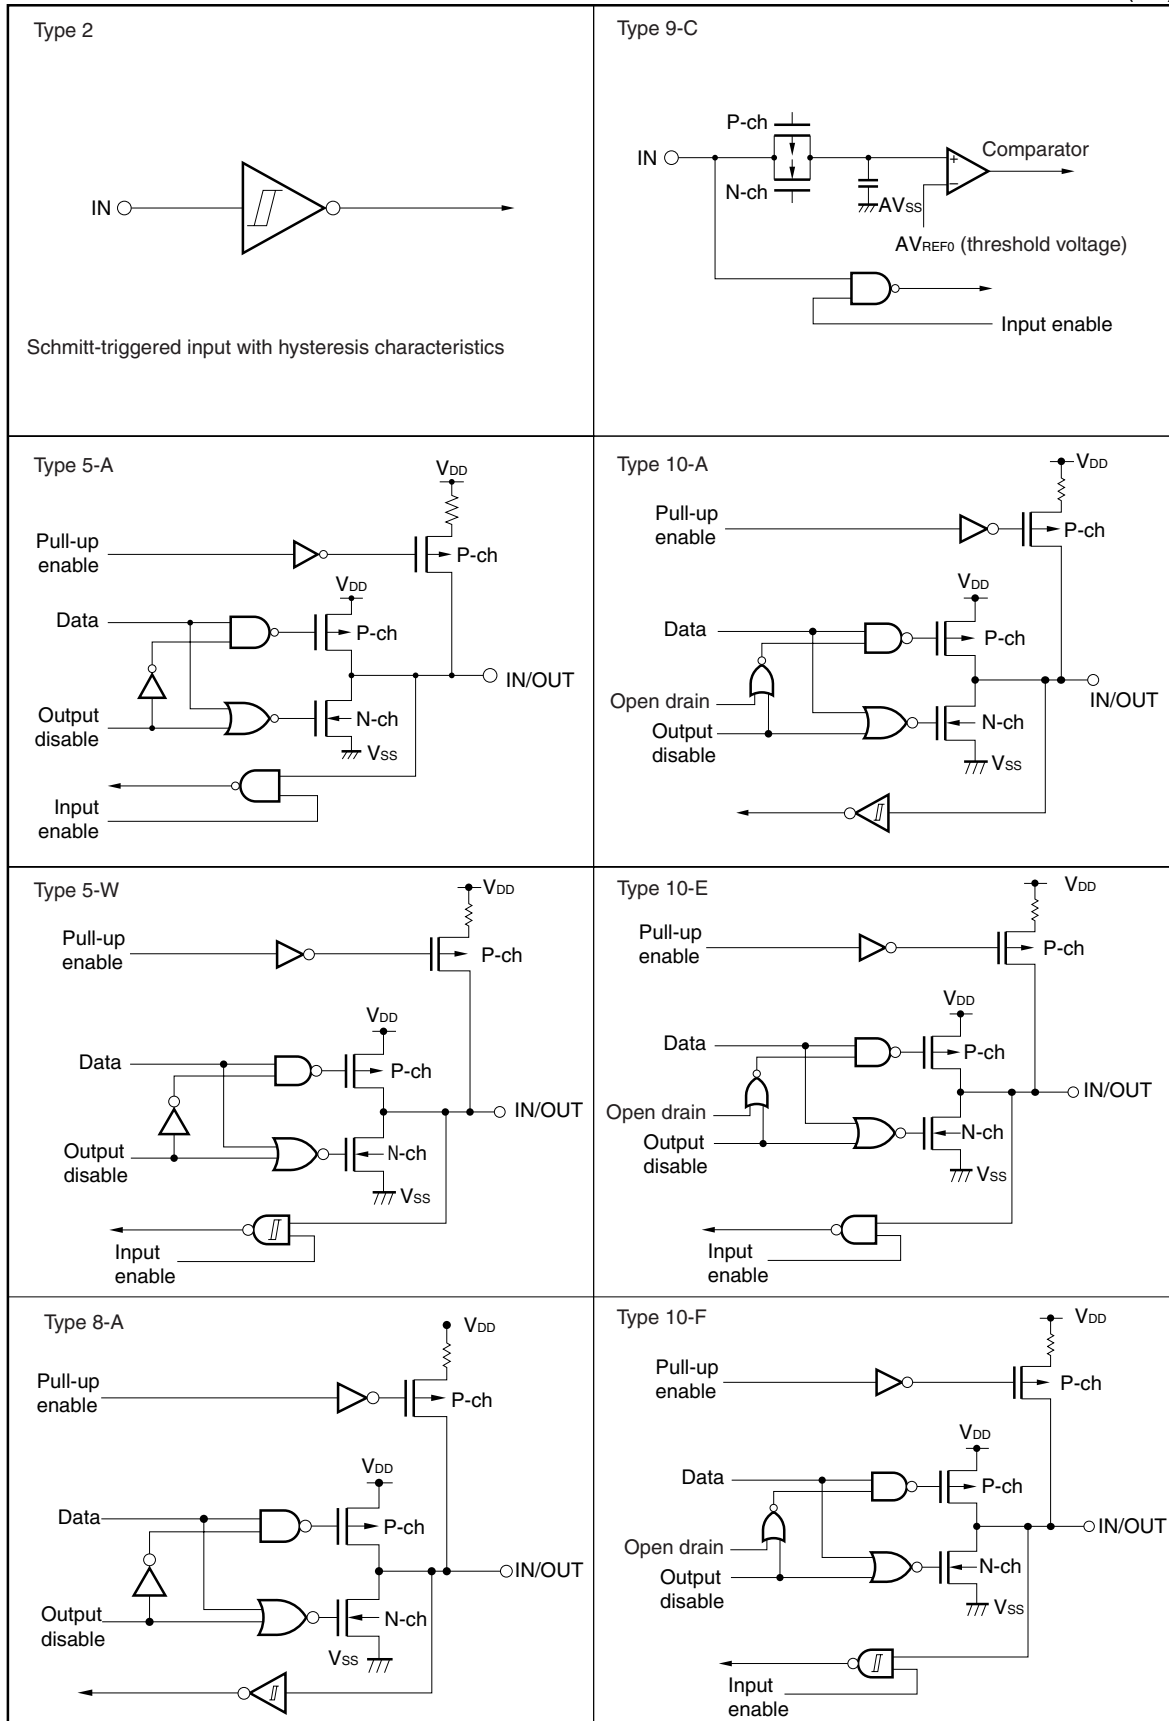 Type 2
IN
Schmitt-triggered input with hysteresis characteristics
Type 9-C
P-ch
IN
N-ch
Comparator
+
−
AVSS
AVREF0 (threshold voltage)
Input enable
Type 5-A
VDD
Pull-up
enable
P-ch
VDD
Data
P-ch
IN/OUT
Output
disable
N-ch
VSS
Input
enable
Type 10-A
VDD
Pull-up
enable
P-ch
VDD
Data
P-ch
IN/OUT
Open drain
Output
disable
N-ch
VSS
Type 5-W
VDD
Pull-up
enable
P-ch
VDD
Data
P-ch
IN/OUT
Output
disable
N-ch
VSS
Input
enable
Type 10-E
VDD
Pull-up
enable
P-ch
VDD
Data
P-ch
IN/OUT
Open drain
Output
disable
N-ch
VSS
Input
enable
Type 8-A
VDD
Pull-up
enable
P-ch
VDD
Data
P-ch
IN/OUT
Output
disable
N-ch
VSS
Type 10-F
VDD
Pull-up
enable
P-ch
VDD
Data
P-ch
IN/OUT
Open drain
Output
disable
N-ch
VSS
Input
enable